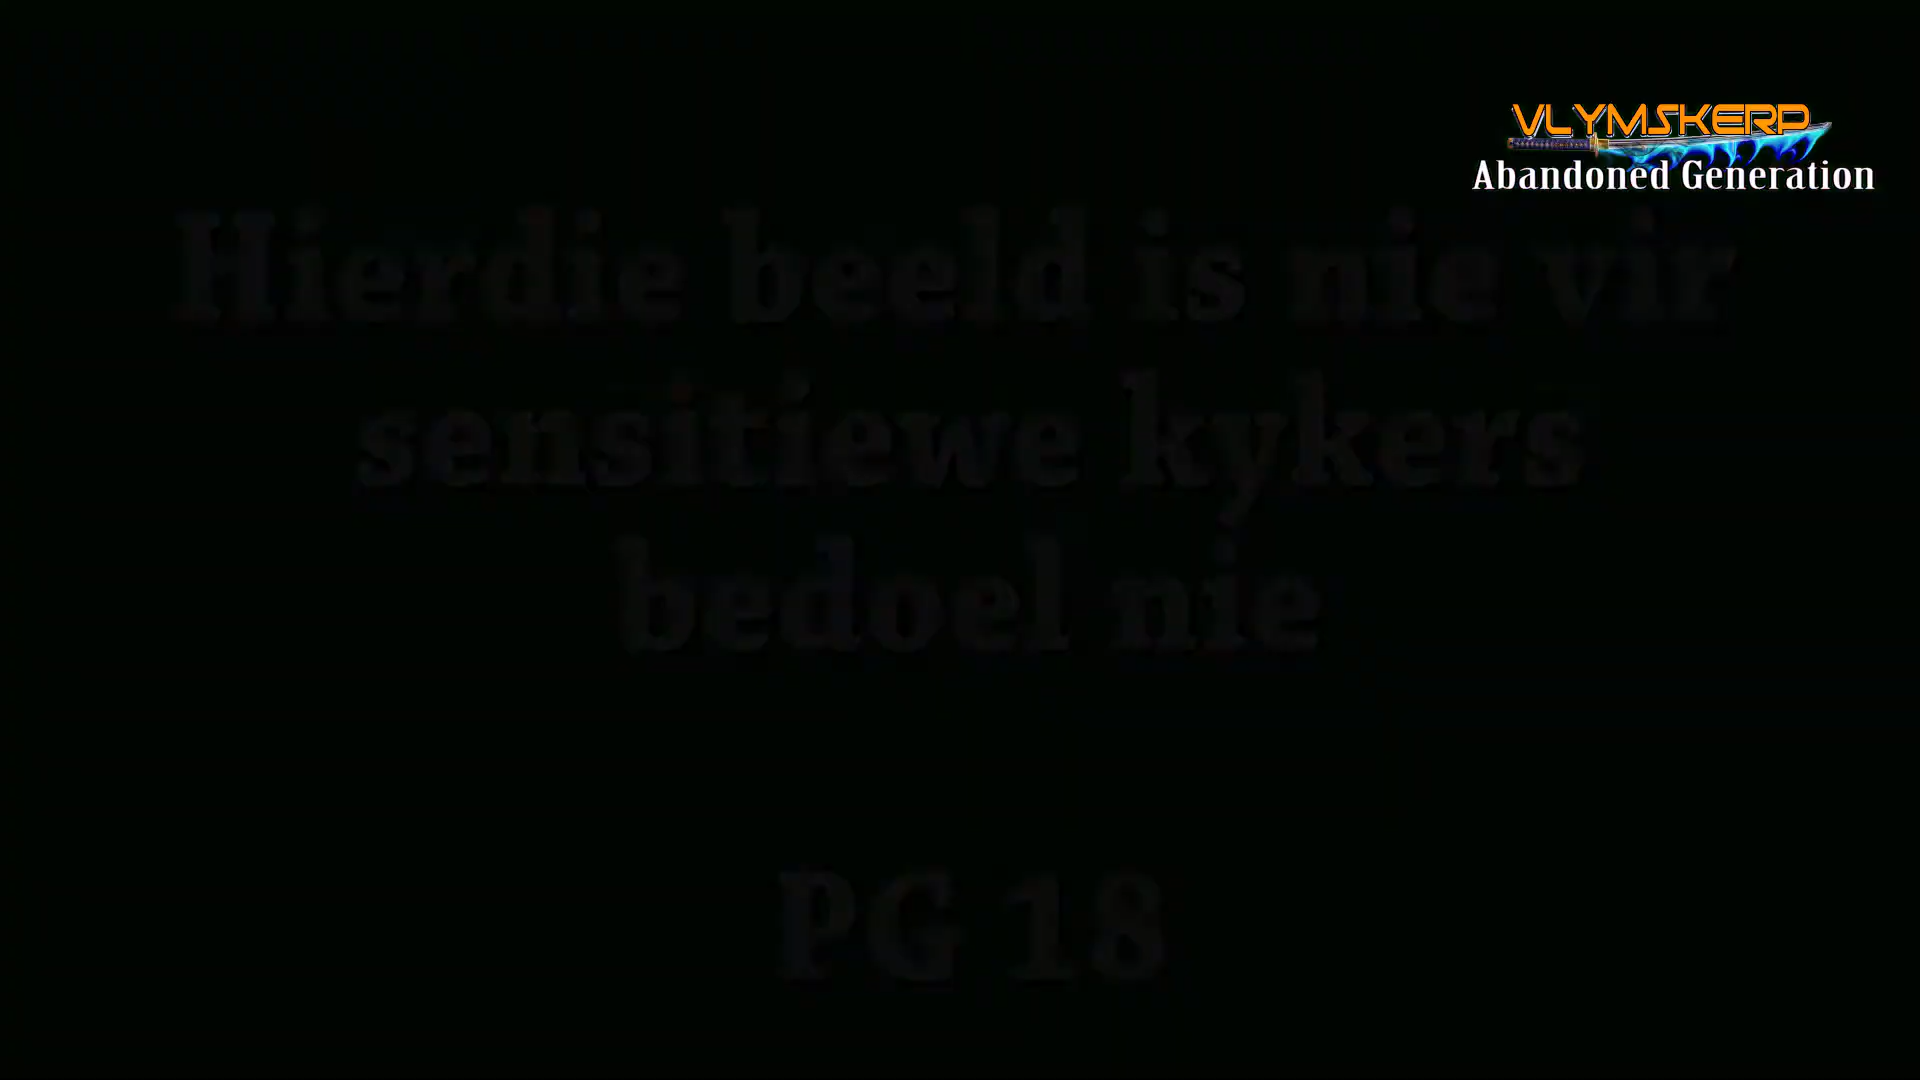 VLYMSKERP
Abandoned Generation
Hierdie beeld is nie vir
sensitiewe kykers
bedoel nie
PG 18